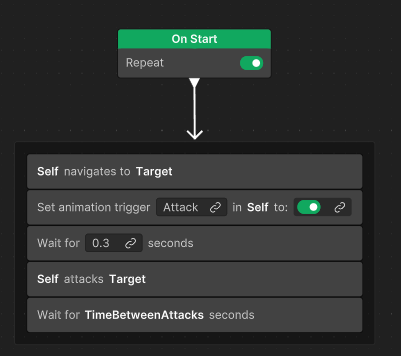 On Start
Repeat
Self navigates to Target
Set animation trigger Attack in Self to:
Wait for 0.3 seconds
Self attacks Target
Wait for TimeBetweenAttacks seconds